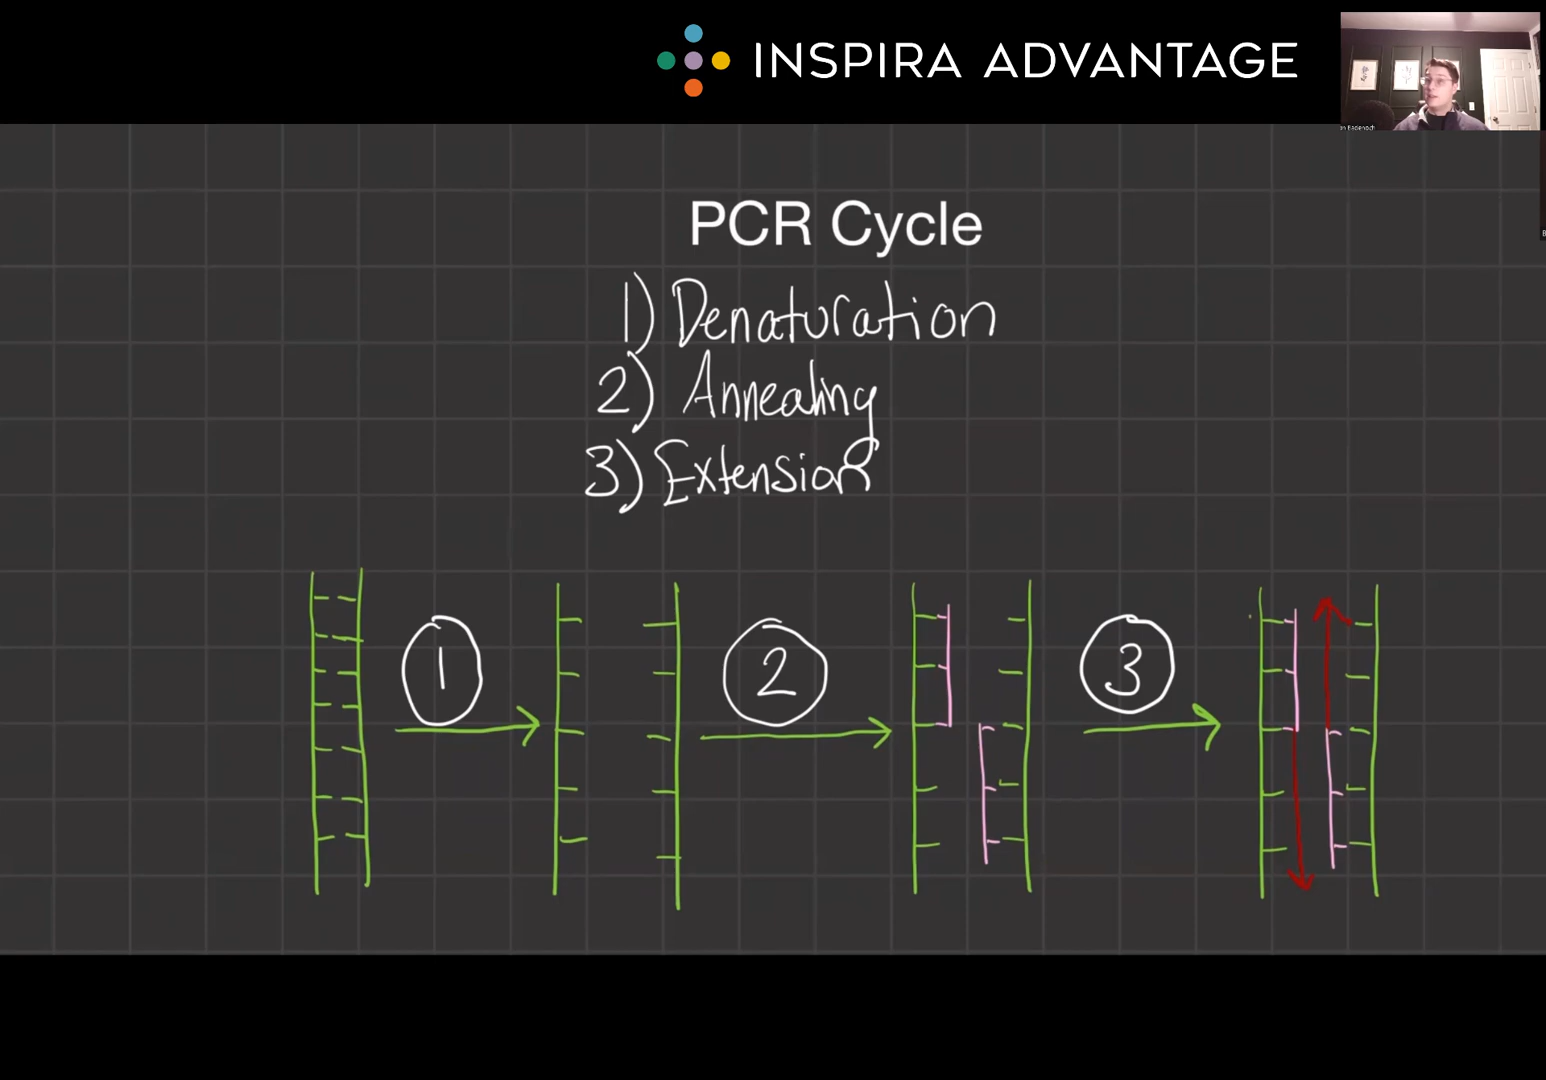 INSPIRA ADVANTAGE
PCR Cycle
1) Denaturation
2) Annealing
3) Extension
1
2
3